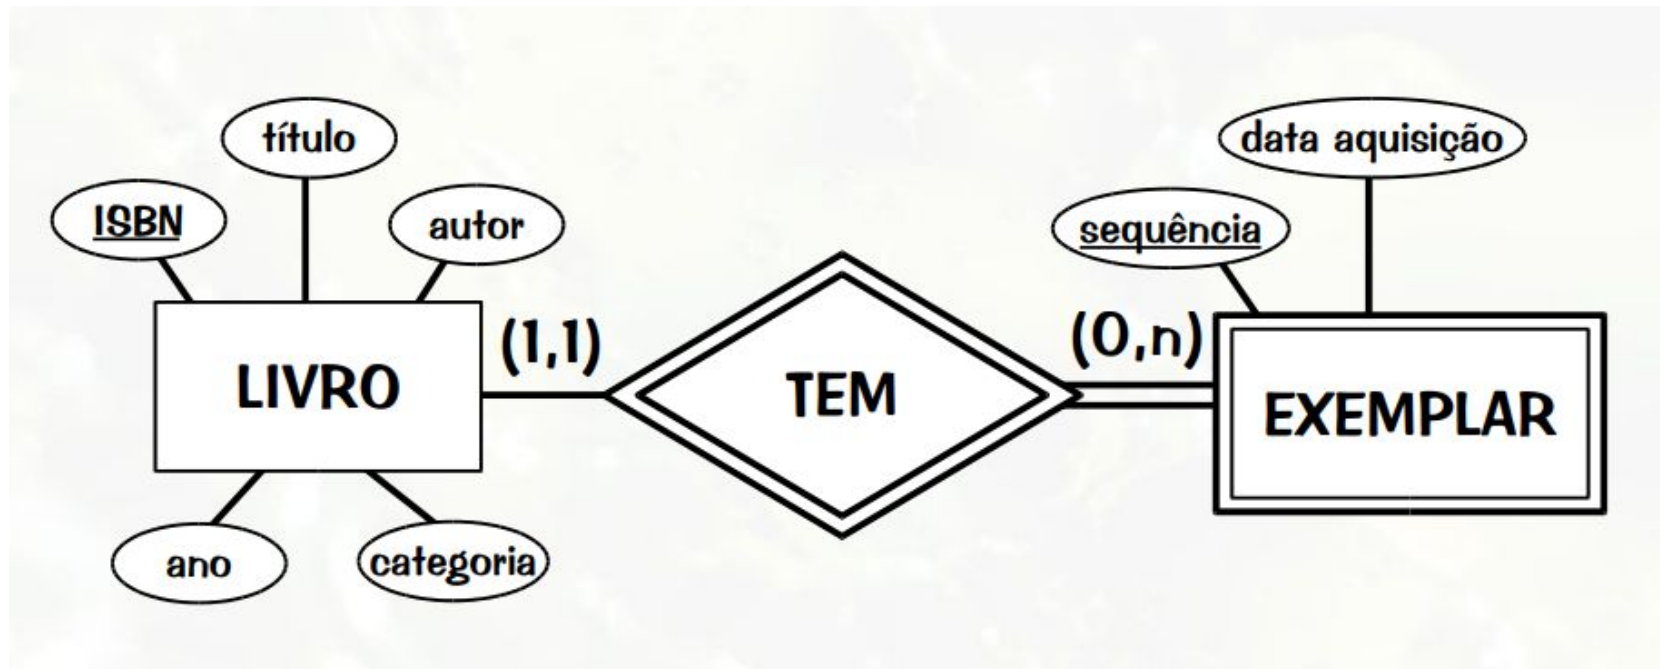 título
ISBN
autor
LIVRO
(1,1)
ano
categoria
TEM
(0,n)
data aquisição
sequência
EXEMPLAR